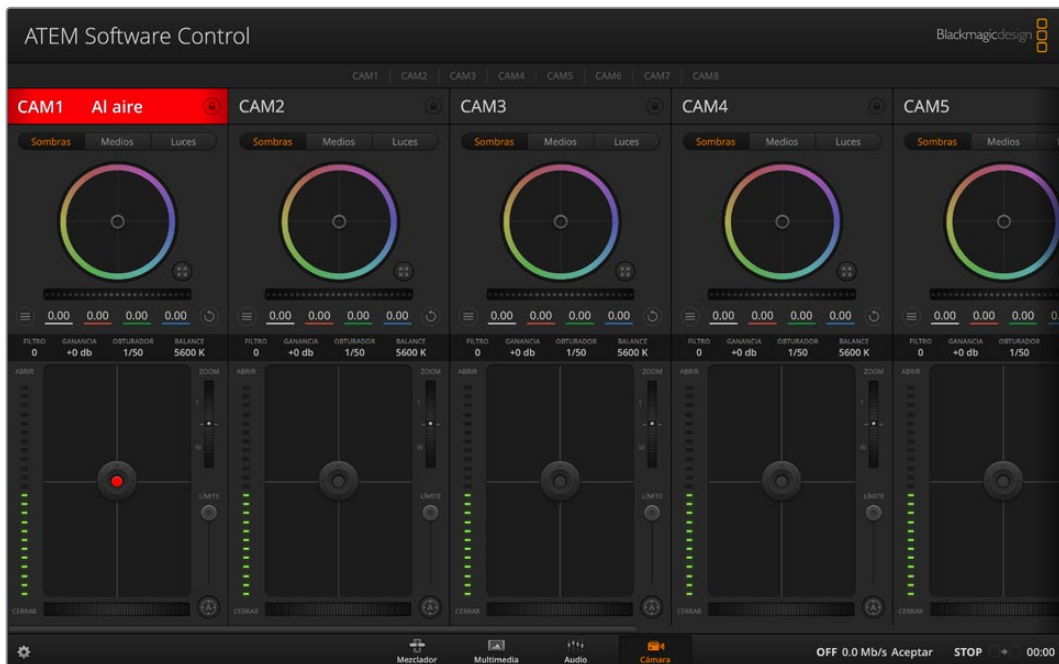 ATEM Software Control
Blackmagicdesign
CAM1 CAM2 CAM3 CAM4 CAM5 CAM6 CAM7 CAM8
CAM1 Al aire CAM2 CAM3 CAM4 CAM5
Sombras Medios Luces Sombras Medios Luces Sombras Medios Luces Sombras Medios Luces Sombras Medios
0.00 0.00 0.00 0.00 0.00 0.00 0.00 0.00 0.00 0.00 0.00 0.00 0.00 0.00 0.00 0.00 0.00 0.00 0.00
FILTRO GANANCIA OBTURADOR BALANCE FILTRO GANANCIA OBTURADOR BALANCE FILTRO GANANCIA OBTURADOR BALANCE FILTRO GANANCIA OBTURADOR BALANCE FILTRO GANANCIA OBTURADOR
0 +0 db 1/50 5600 K 0 +0 db 1/50 5600 K 0 +0 db 1/50 5600 K 0 +0 db 1/50 5600 K 0 +0 db 1/50
ABRIR ZOOM ABRIR ZOOM ABRIR ZOOM ABRIR ZOOM ABRIR
T T T T
W W W W
LÍMITE LÍMITE LÍMITE LÍMITE
CERRAR A CERRAR A CERRAR A CERRAR A CERRAR
Mezclador Multimedia Audio Cámara
OFF 0.0 Mb/s Aceptar STOP 00:00